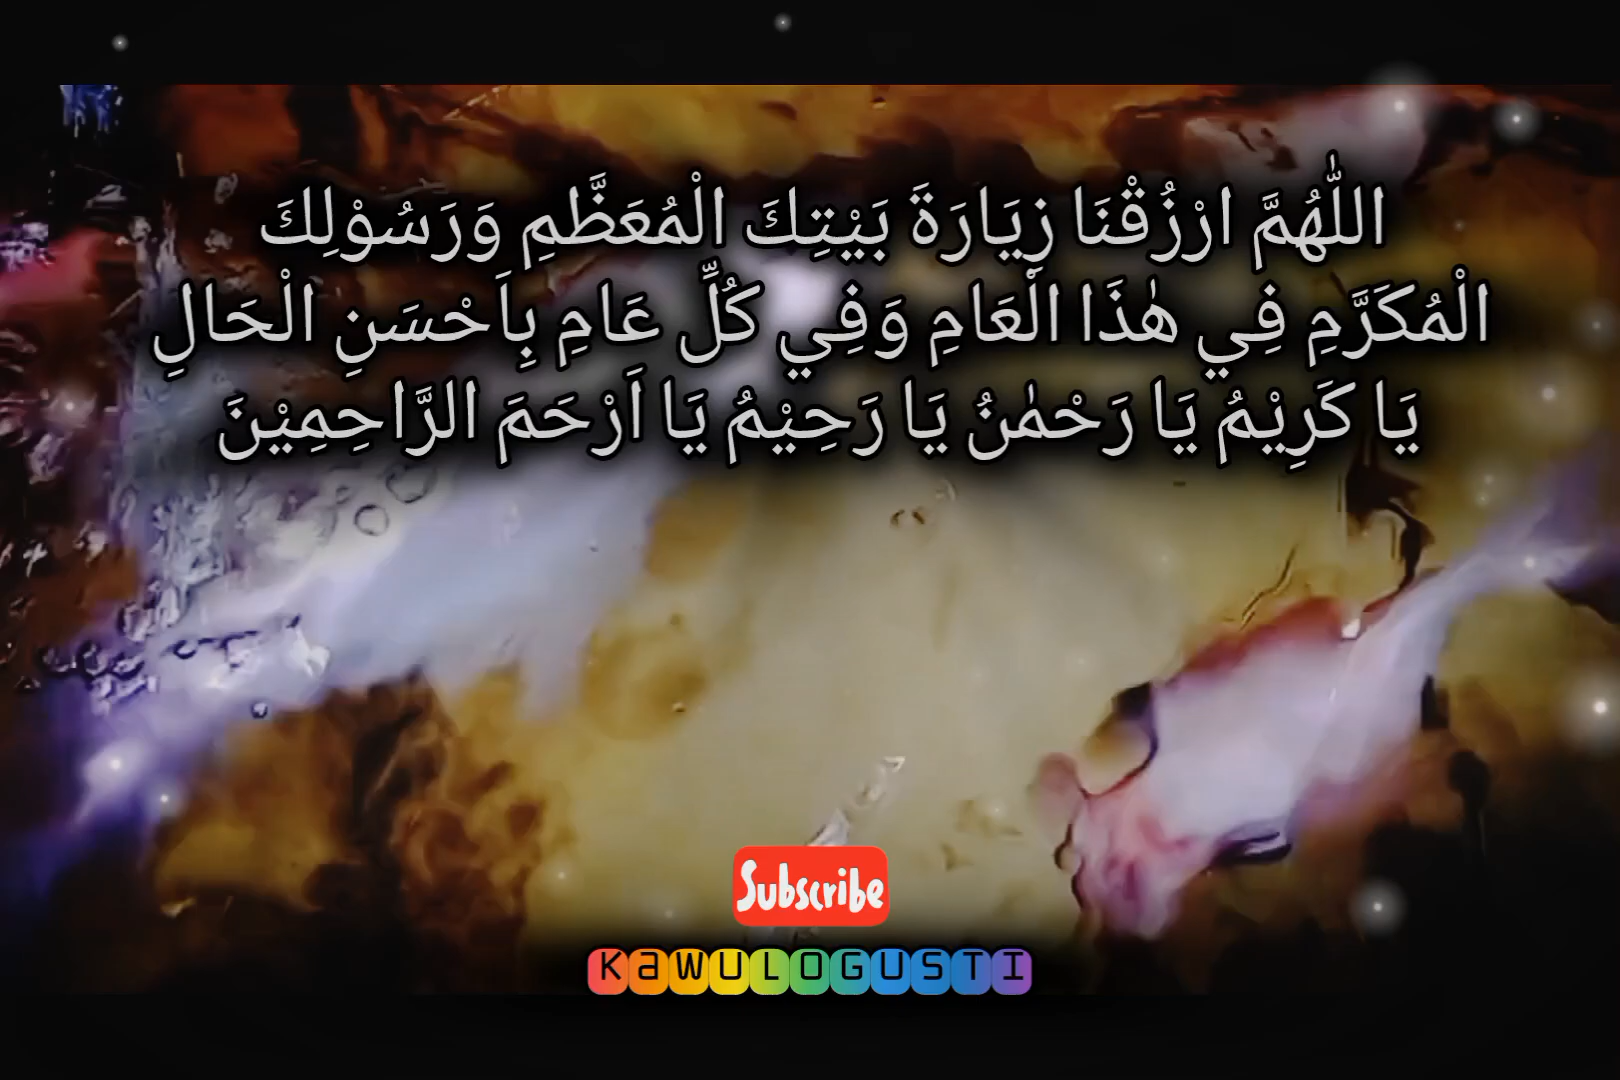 اللّٰهُمَّ ارْزُقْنَا زِيَارَةَ بَيْتِكَ الْمُعَظَّمِ وَرَسُوْلِكَ
الْمُكَرَّمِ فِي هٰذَا الْعَامِ وَفِي كُلِّ عَامِ بِاَحْسَنِ الْحَالِ
يَا كَرِيْمُ يَا رَحْمٰنُ يَا رَحِيْمُ يَا اَرْحَمَ الرَّاحِمِيْنَ
Subscribe
KaWULOGUSTI